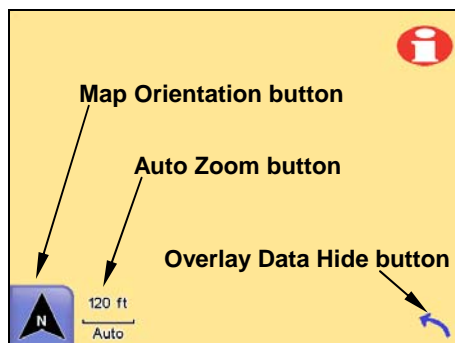 i
Map Orientation button
Auto Zoom button
Overlay Data Hide button
N
120 ft
Auto